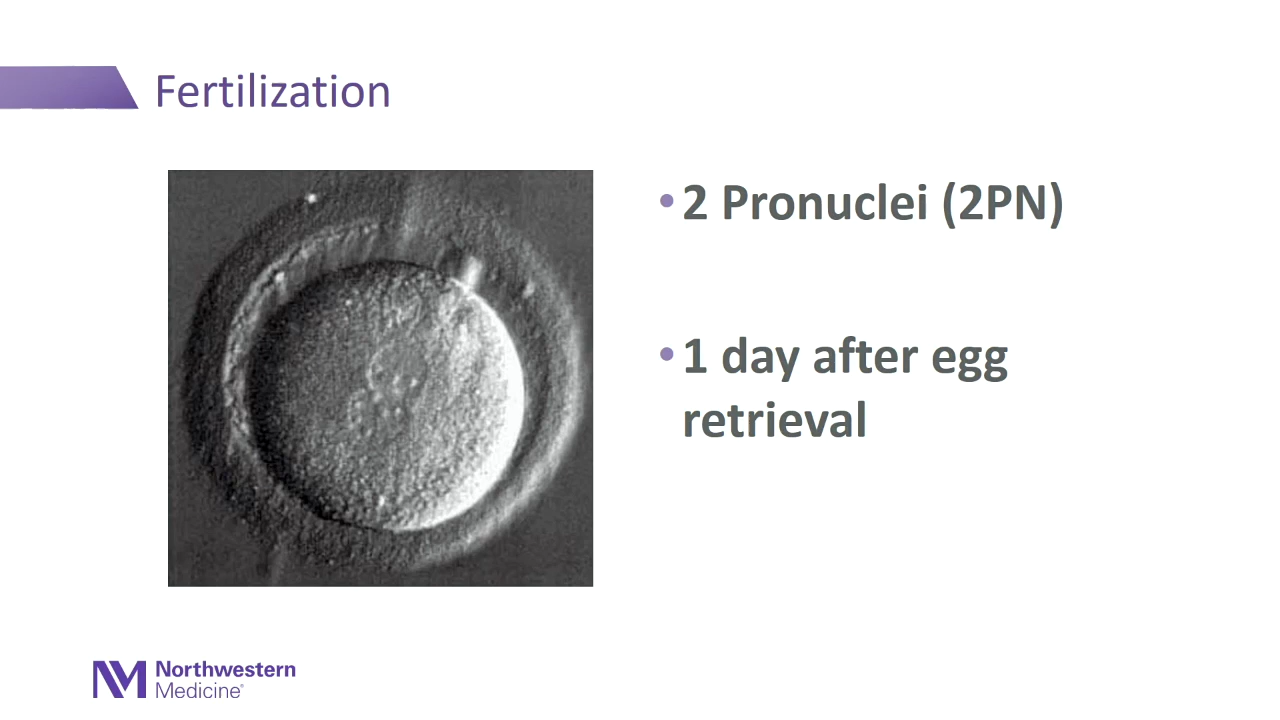 Fertilization
• 2 Pronuclei (2PN)
• 1 day after egg
retrieval
Northwestern
Medicine®